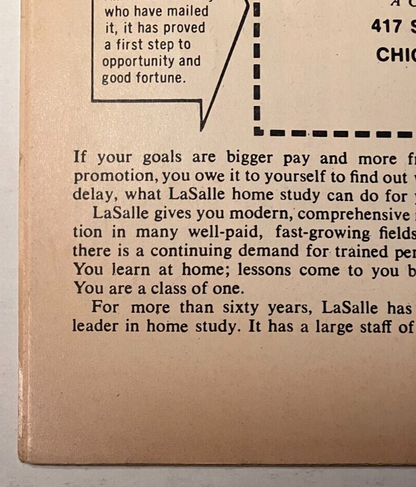 who have mailed
it, it has proved
a first step to
opportunity and
good fortune.
A C
417 S
CHIC
If your goals are bigger pay and more fr
promotion, you owe it to yourself to find out w
delay, what LaSalle home study can do for y
LaSalle gives you modern, comprehensive
tion in many well-paid, fast-growing fields
there is a continuing demand for trained per
You learn at home; lessons come to you b
You are a class of one.
For more than sixty years, LaSalle has
leader in home study. It has a large staff of